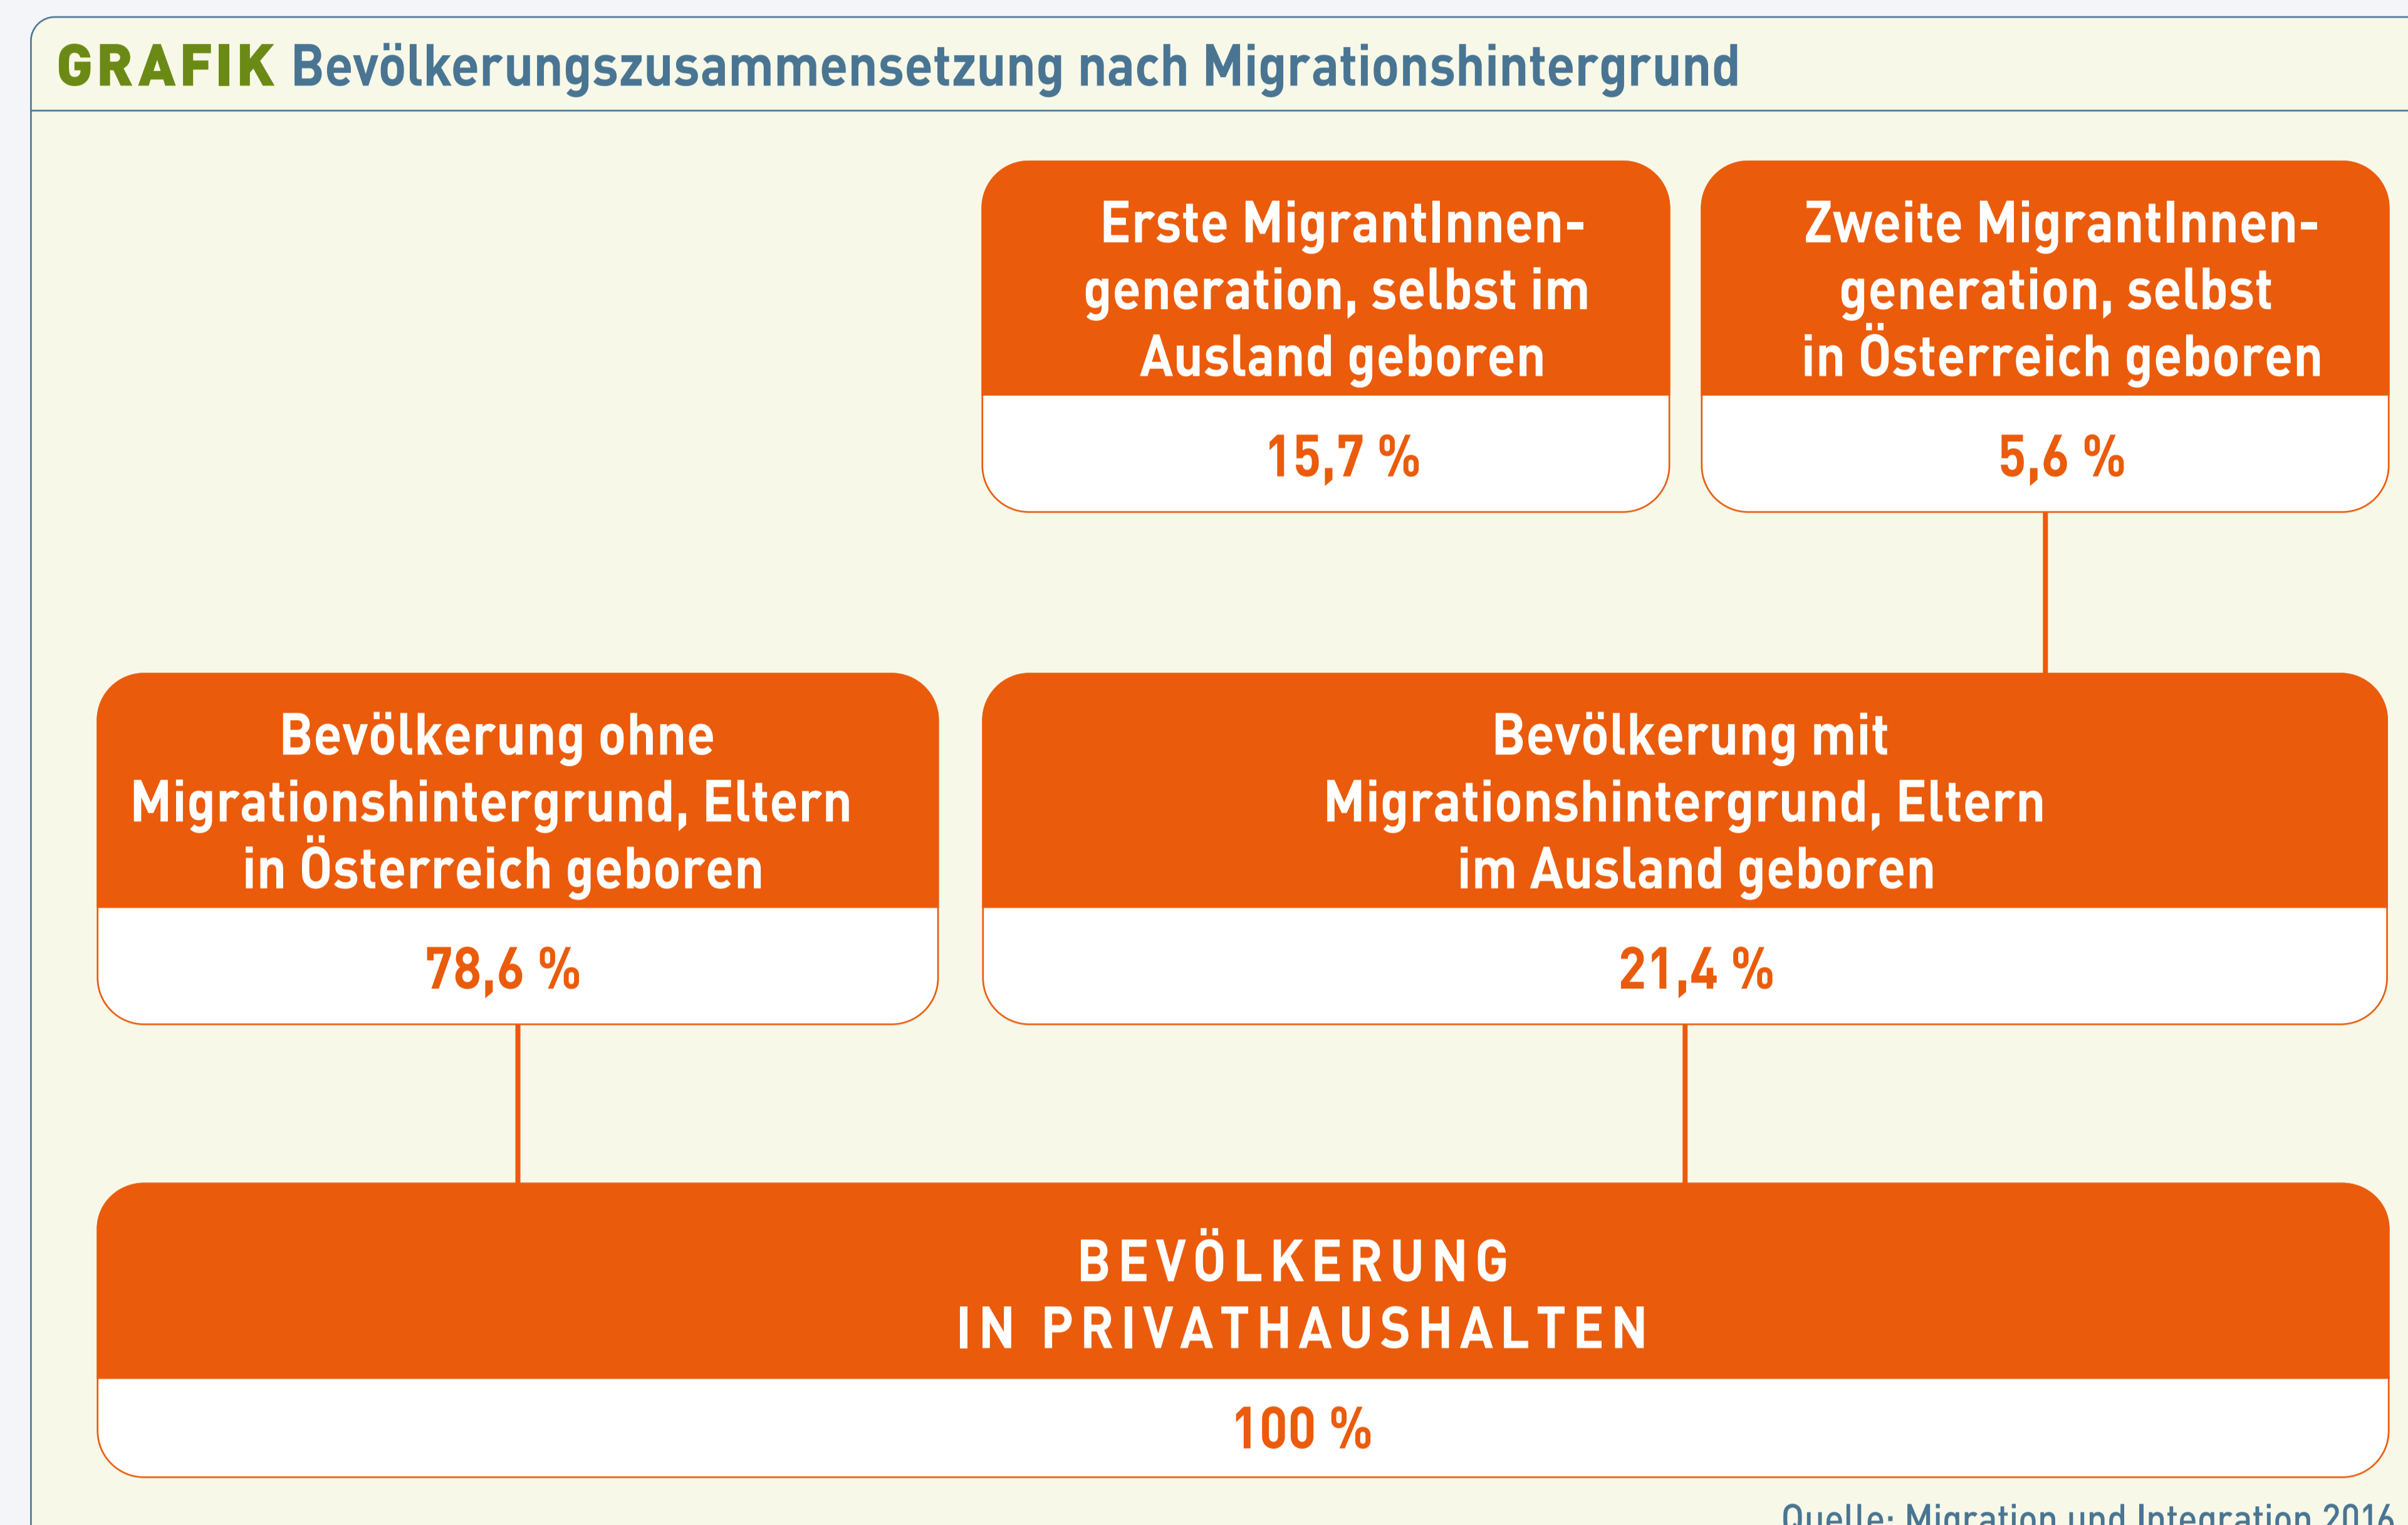 GRAFIK Bevölkerungszusammensetzung nach Migrationshintergrund
Erste MigrantInnen-
generation, selbst im
Ausland geboren
15,7 %
Zweite MigrantInnen-
generation, selbst
in Österreich geboren
5,6 %
Bevölkerung ohne
Migrationshintergrund, Eltern
in Österreich geboren
78,6 %
Bevölkerung mit
Migrationshintergrund, Eltern
im Ausland geboren
21,4 %
BEVÖLKERUNG
IN PRIVATHAUSHALTEN
100 %
Quelle: Migration und Integration 2016